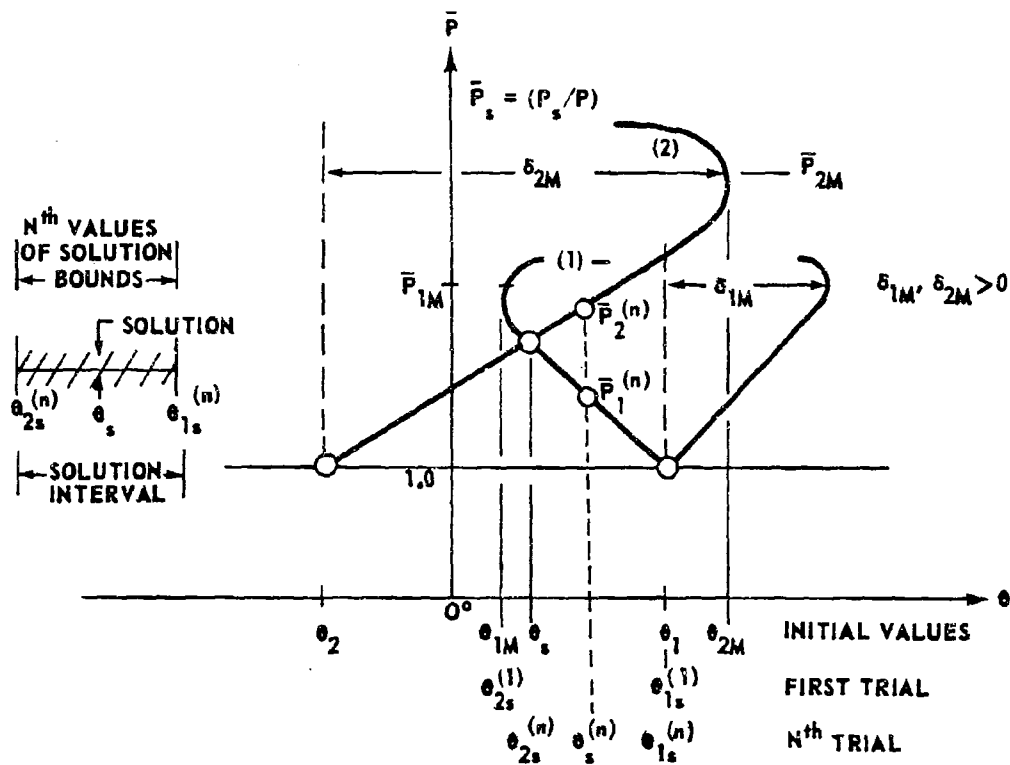 P̄
P̄ₛ = (Pₛ/P)
(2)
δ₂M
P̄₂M
Nᵗʰ VALUES
OF SOLUTION
BOUNDS
(1)
P̄₁M
δ₁M
δ₁M, δ₂M > 0
P̄₂⁽ⁿ⁾
SOLUTION
P̄₁⁽ⁿ⁾
θ₂ₛ⁽ⁿ⁾ θₛ θ₁ₛ⁽ⁿ⁾
SOLUTION
INTERVAL
1.0
0°
θ
θ₂ θ₁M θₛ θ₁ θ₂M INITIAL VALUES
θ₂ₛ⁽¹⁾ θ₁ₛ⁽¹⁾ FIRST TRIAL
θ₂ₛ⁽ⁿ⁾ θₛ⁽ⁿ⁾ θ₁ₛ⁽ⁿ⁾ Nᵗʰ TRIAL